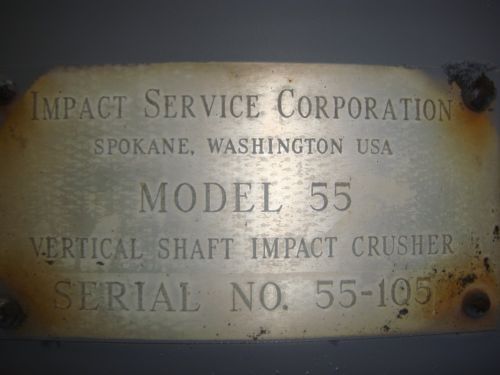 IMPACT SERVICE CORPORATION
SPOKANE, WASHINGTON USA
MODEL 55
VERTICAL SHAFT IMPACT CRUSHER
SERIAL NO. 55-105